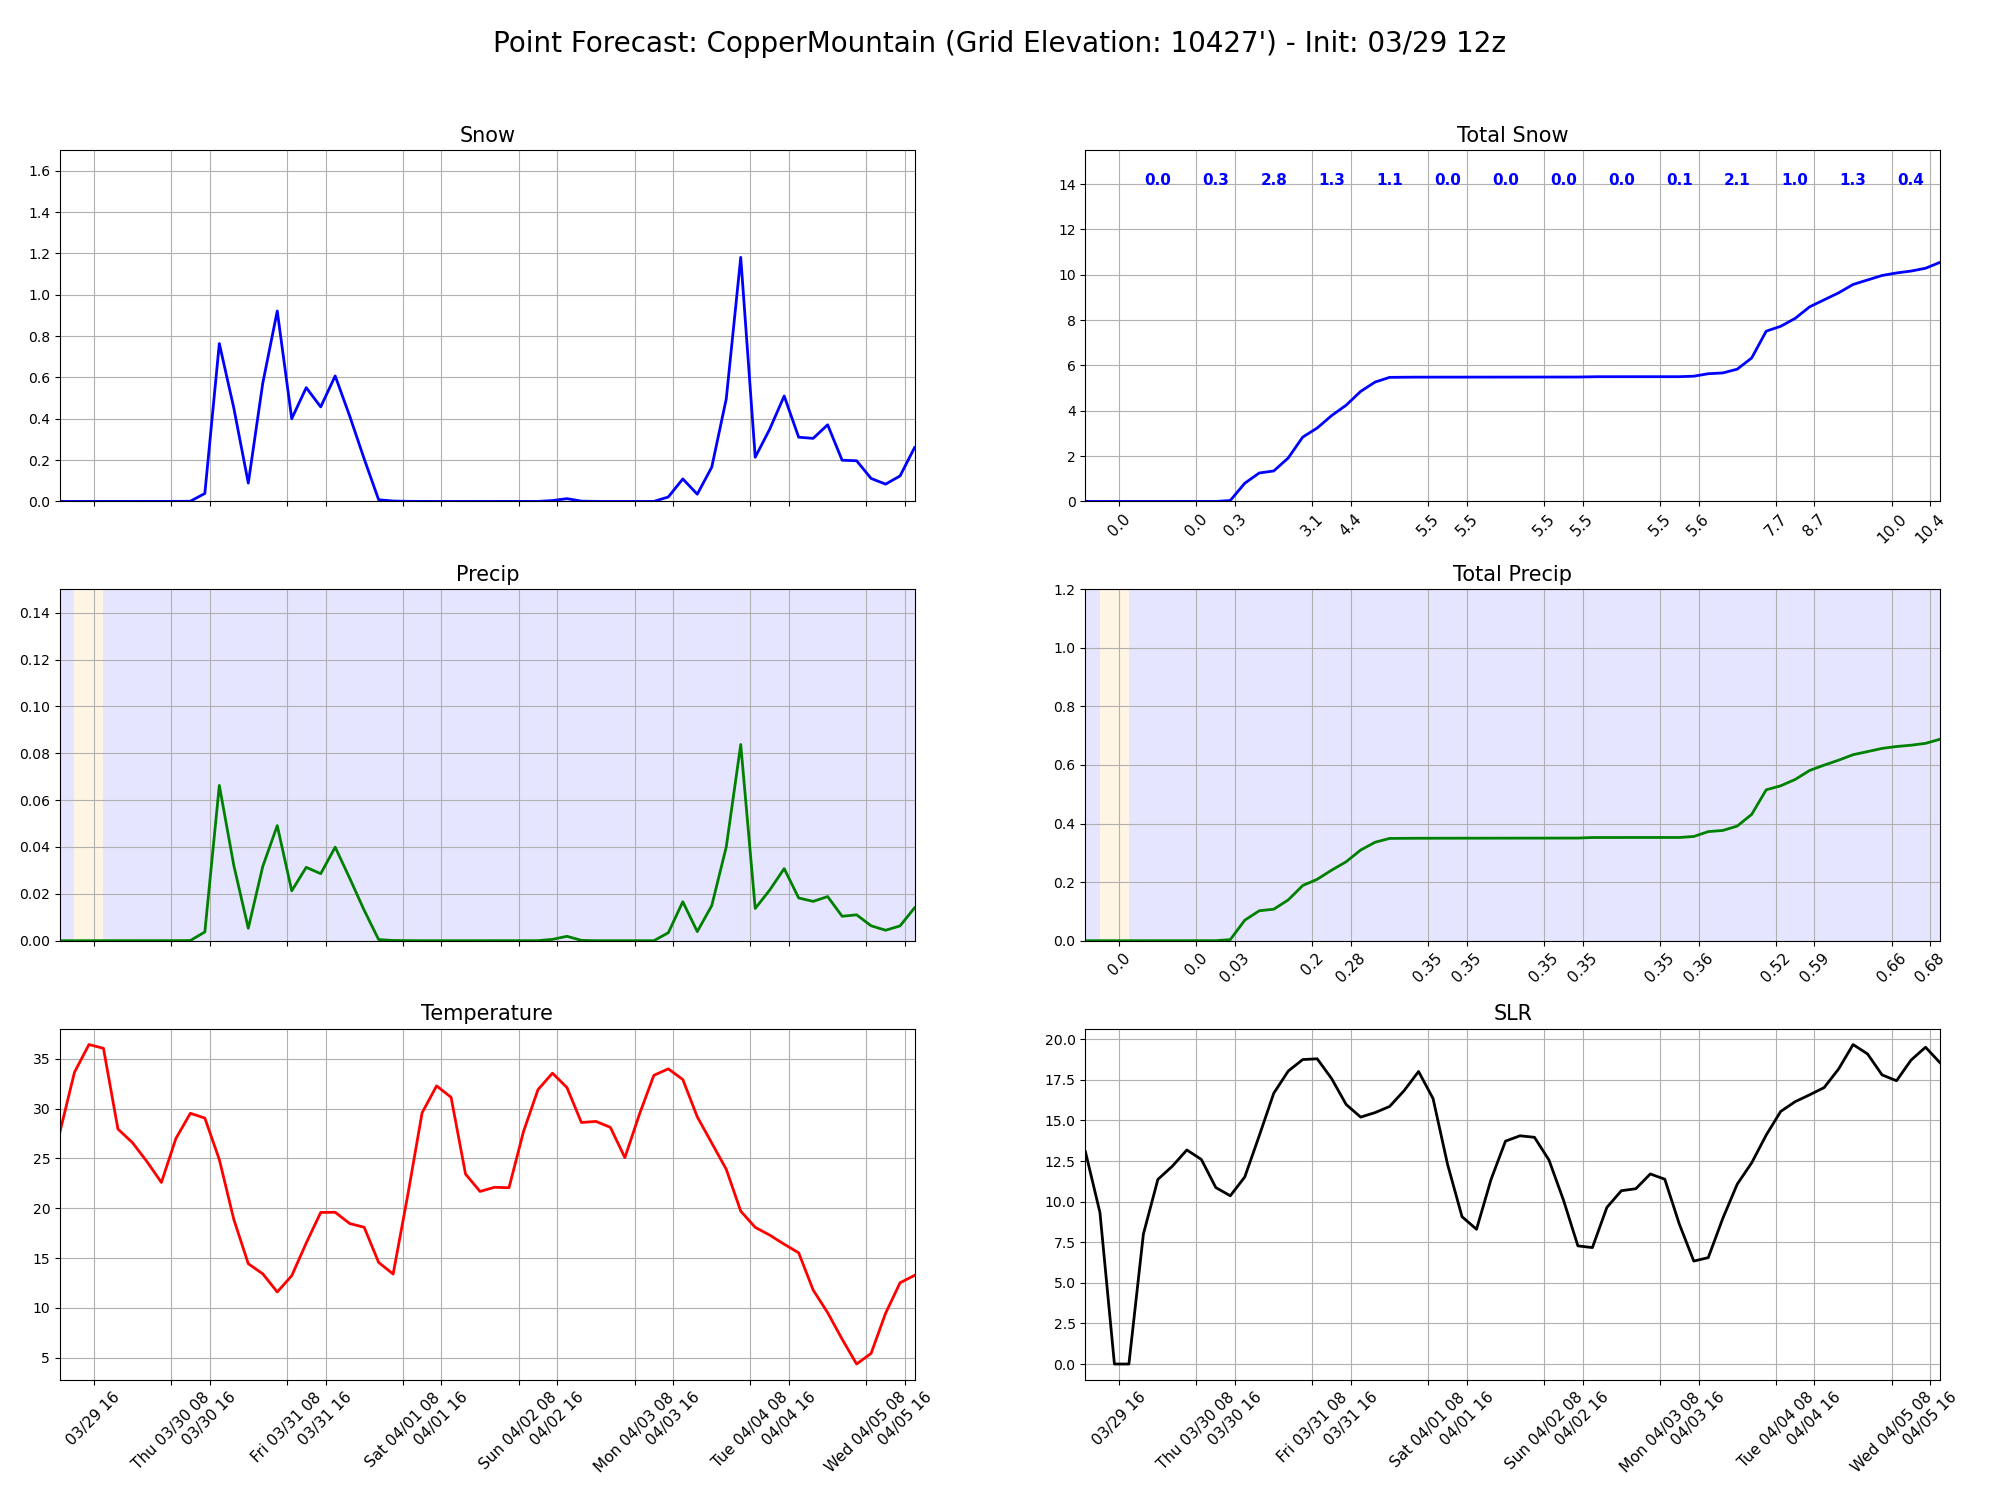 Point Forecast: CopperMountain (Grid Elevation: 10427') - Init: 03/29 12z
Snow
1.6
1.4
1.2
1.0
0.8
0.6
0.4
0.2
0.0
Total Snow
0.0 0.3 2.8 1.3 1.1 0.0 0.0 0.0 0.0 0.1 2.1 1.0 1.3 0.4
14
12
10
8
6
4
2
0
0.0 0.0 0.3 3.1 4.4 5.5 5.5 5.5 5.5 5.5 5.6 7.7 8.7 10.0 10.4
Precip
0.14
0.12
0.10
0.08
0.06
0.04
0.02
0.00
Total Precip
1.2
1.0
0.8
0.6
0.4
0.2
0.0
0.0 0.0 0.03 0.2 0.28 0.35 0.35 0.35 0.35 0.35 0.36 0.52 0.59 0.66 0.68
Temperature
35
30
25
20
15
10
5
03/29 16
Thu 03/30 08
03/30 16
Fri 03/31 08
03/31 16
Sat 04/01 08
04/01 16
Sun 04/02 08
04/02 16
Mon 04/03 08
04/03 16
Tue 04/04 08
04/04 16
Wed 04/05 08
04/05 16
SLR
20.0
17.5
15.0
12.5
10.0
7.5
5.0
2.5
0.0
03/29 16
Thu 03/30 08
03/30 16
Fri 03/31 08
03/31 16
Sat 04/01 08
04/01 16
Sun 04/02 08
04/02 16
Mon 04/03 08
04/03 16
Tue 04/04 08
04/04 16
Wed 04/05 08
04/05 16